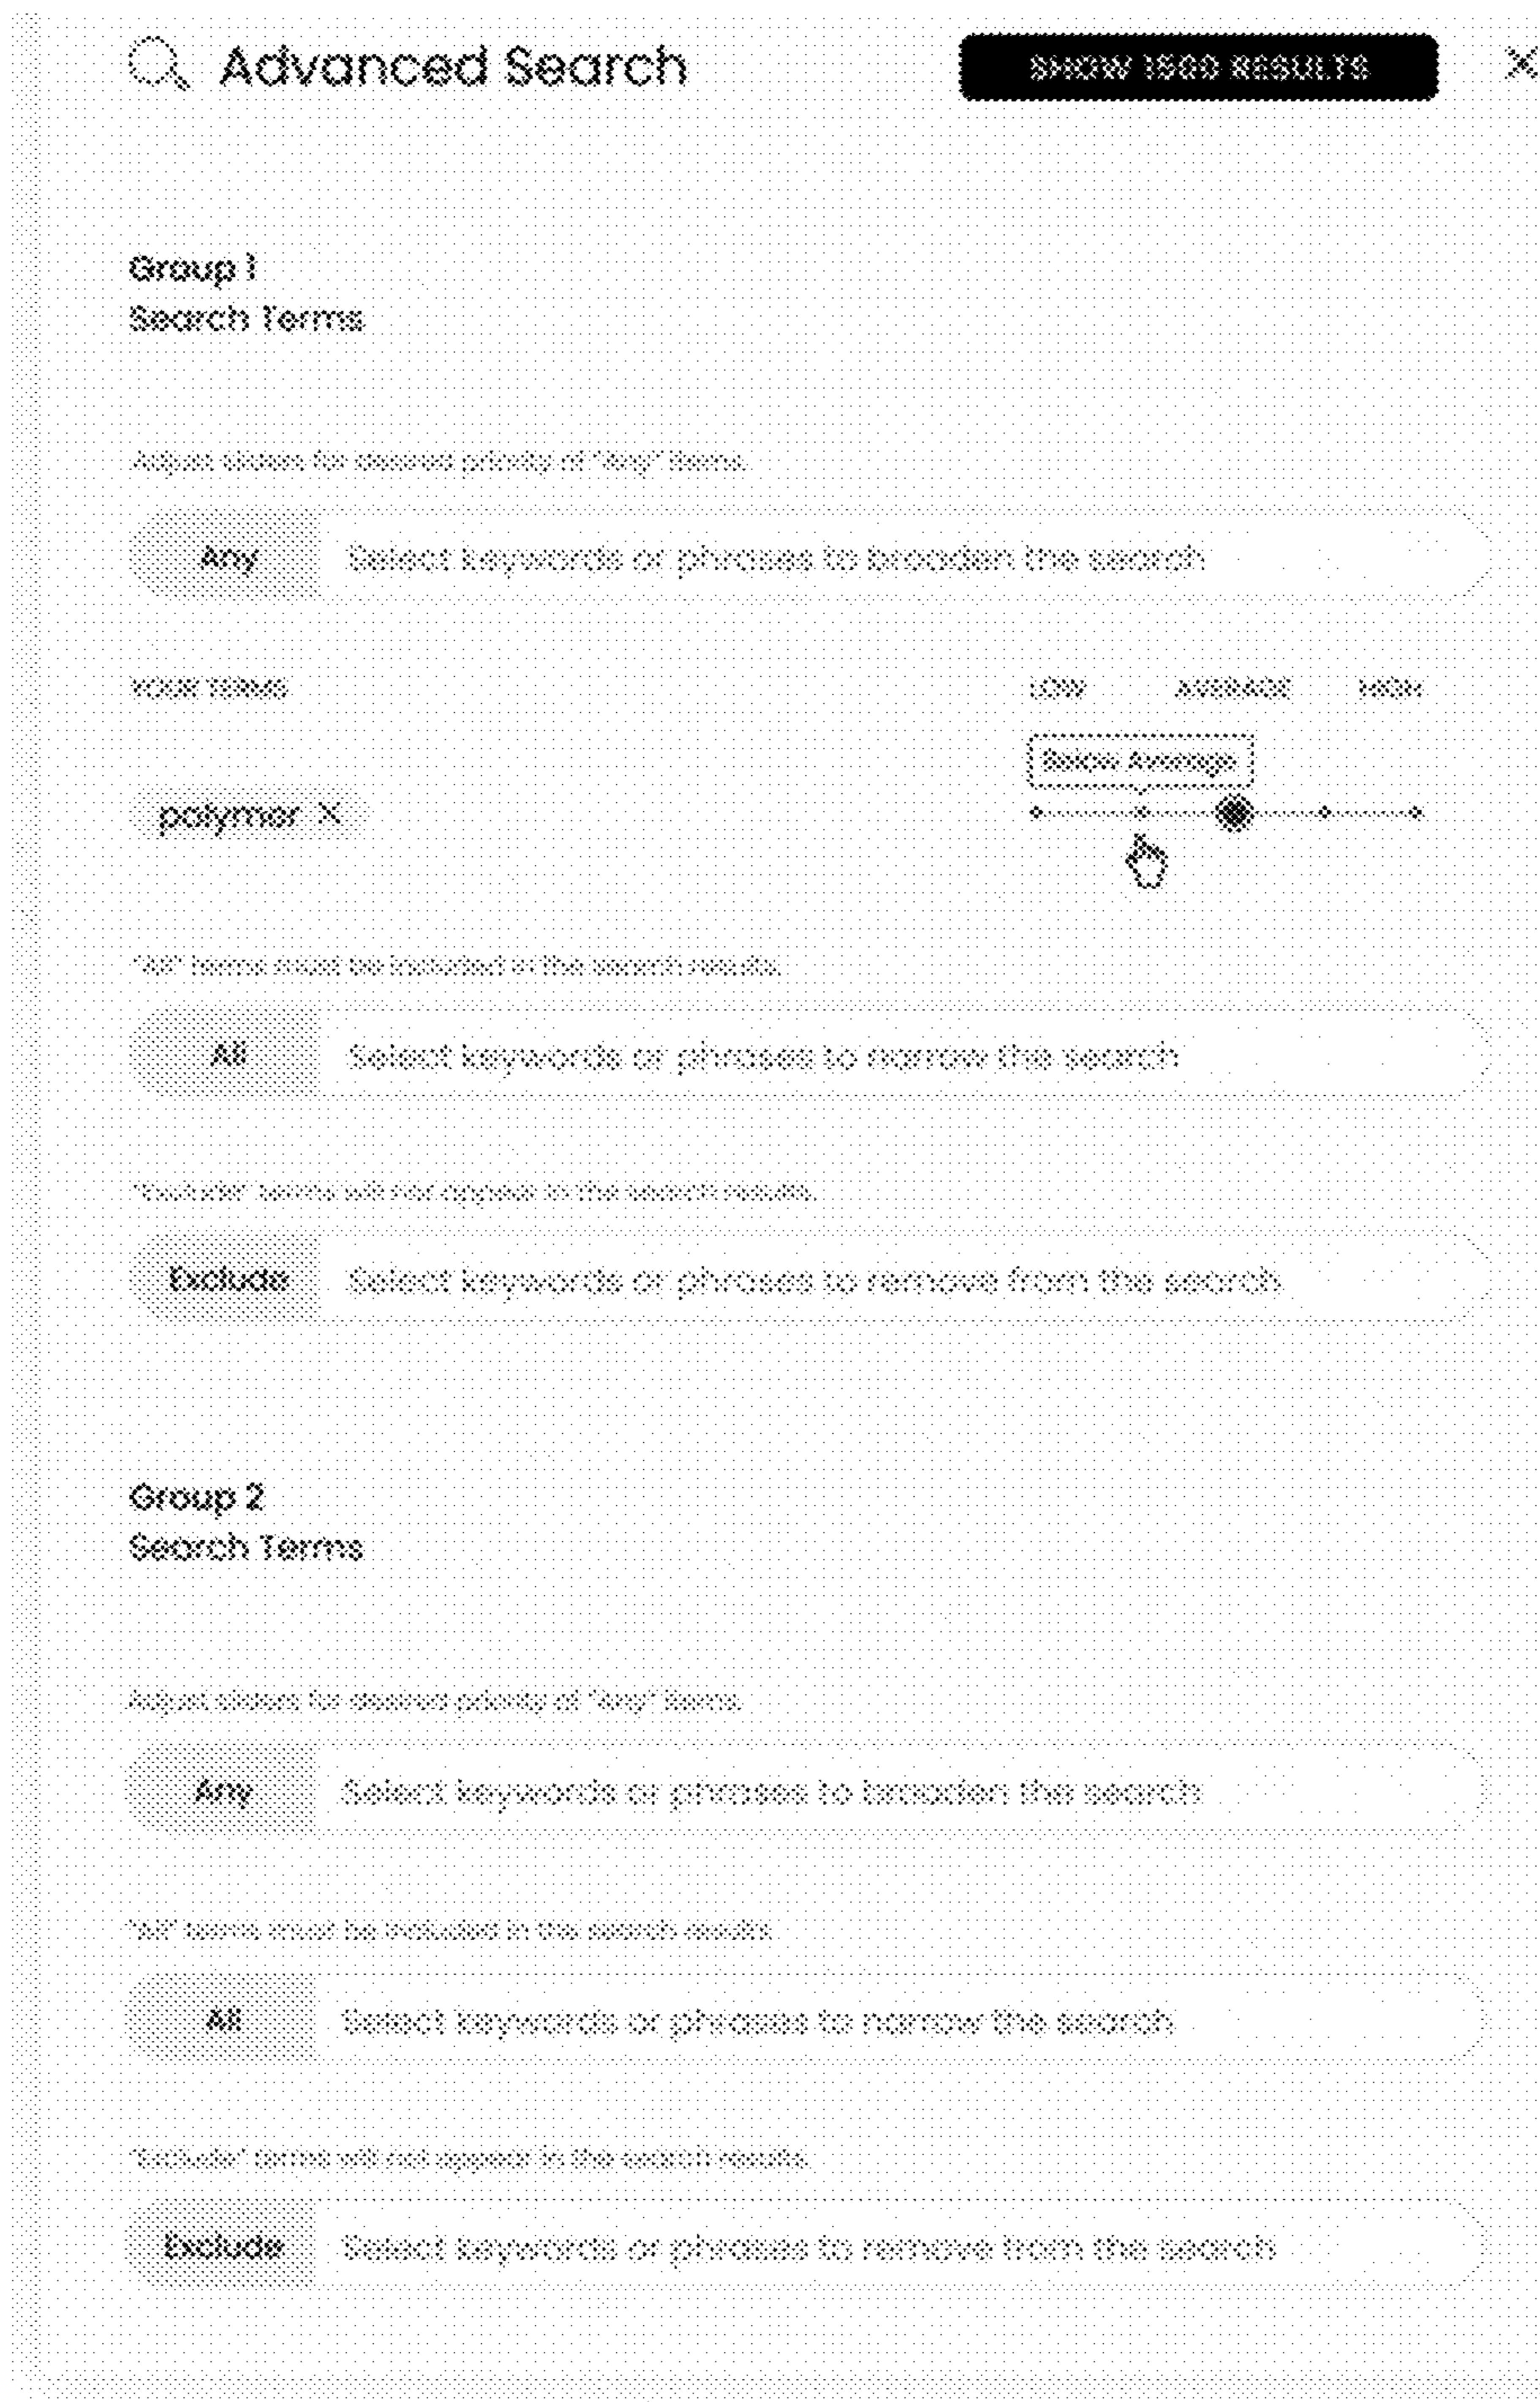 Advanced Search
SHOW 1500 RESULTS
Group 1
Search Terms
Adjust sliders for desired priority of "Any" items.
Any
Select keywords or phrases to broaden the search
YOUR TERMS
LOW AVERAGE HIGH
Below Average
polymer ×
"All" terms must be included in the search results.
All
Select keywords or phrases to narrow the search
"Exclude" terms will not appear in the search results.
Exclude
Select keywords or phrases to remove from the search
Group 2
Search Terms
Adjust sliders for desired priority of "Any" items.
Any
Select keywords or phrases to broaden the search
"All" terms must be included in the search results.
All
Select keywords or phrases to narrow the search
"Exclude" terms will not appear in the search results.
Exclude
Select keywords or phrases to remove from the search